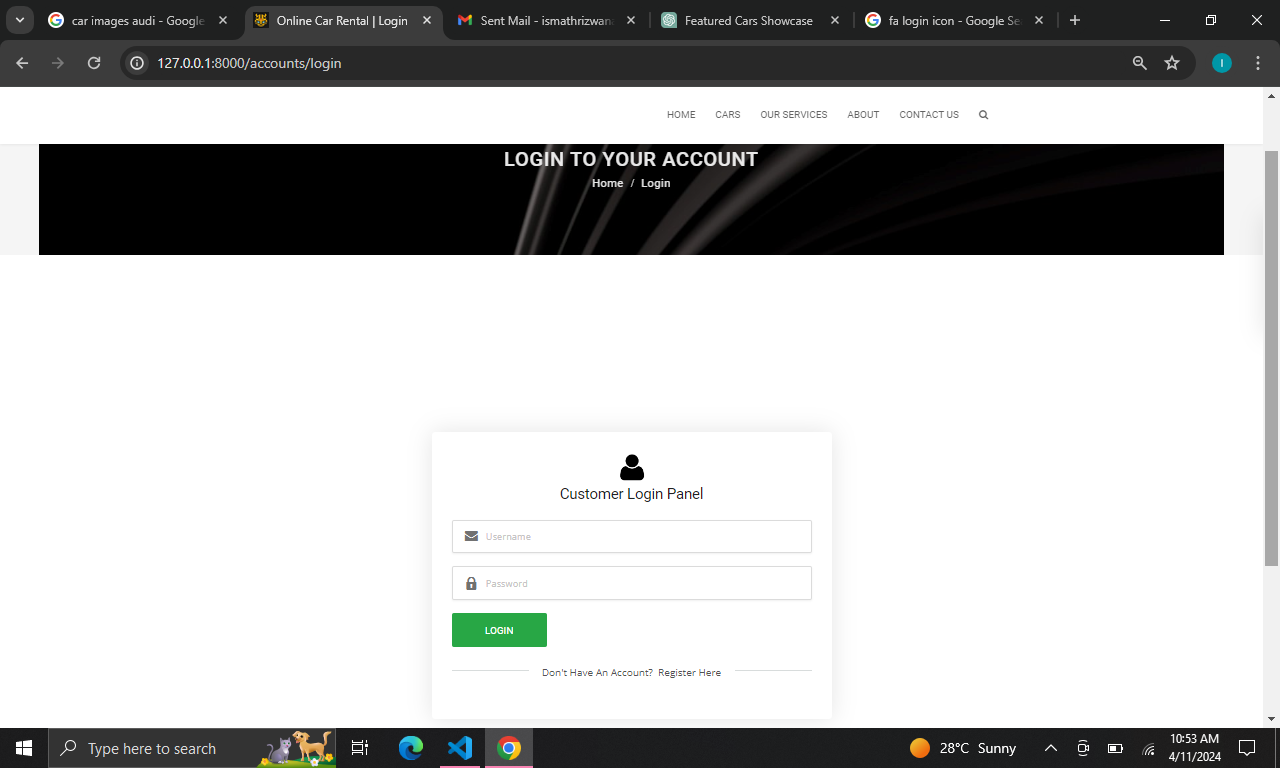 car images audi - Google
Online Car Rental | Login
Sent Mail - ismathrizwan
Featured Cars Showcase
fa login icon - Google Se
127.0.0.1:8000/accounts/login
I
HOME
CARS
OUR SERVICES
ABOUT
CONTACT US
LOGIN TO YOUR ACCOUNT
Home / Login
Customer Login Panel
Username
Password
LOGIN
Don't Have An Account? Register Here
Type here to search
28°C Sunny
10:53 AM
4/11/2024